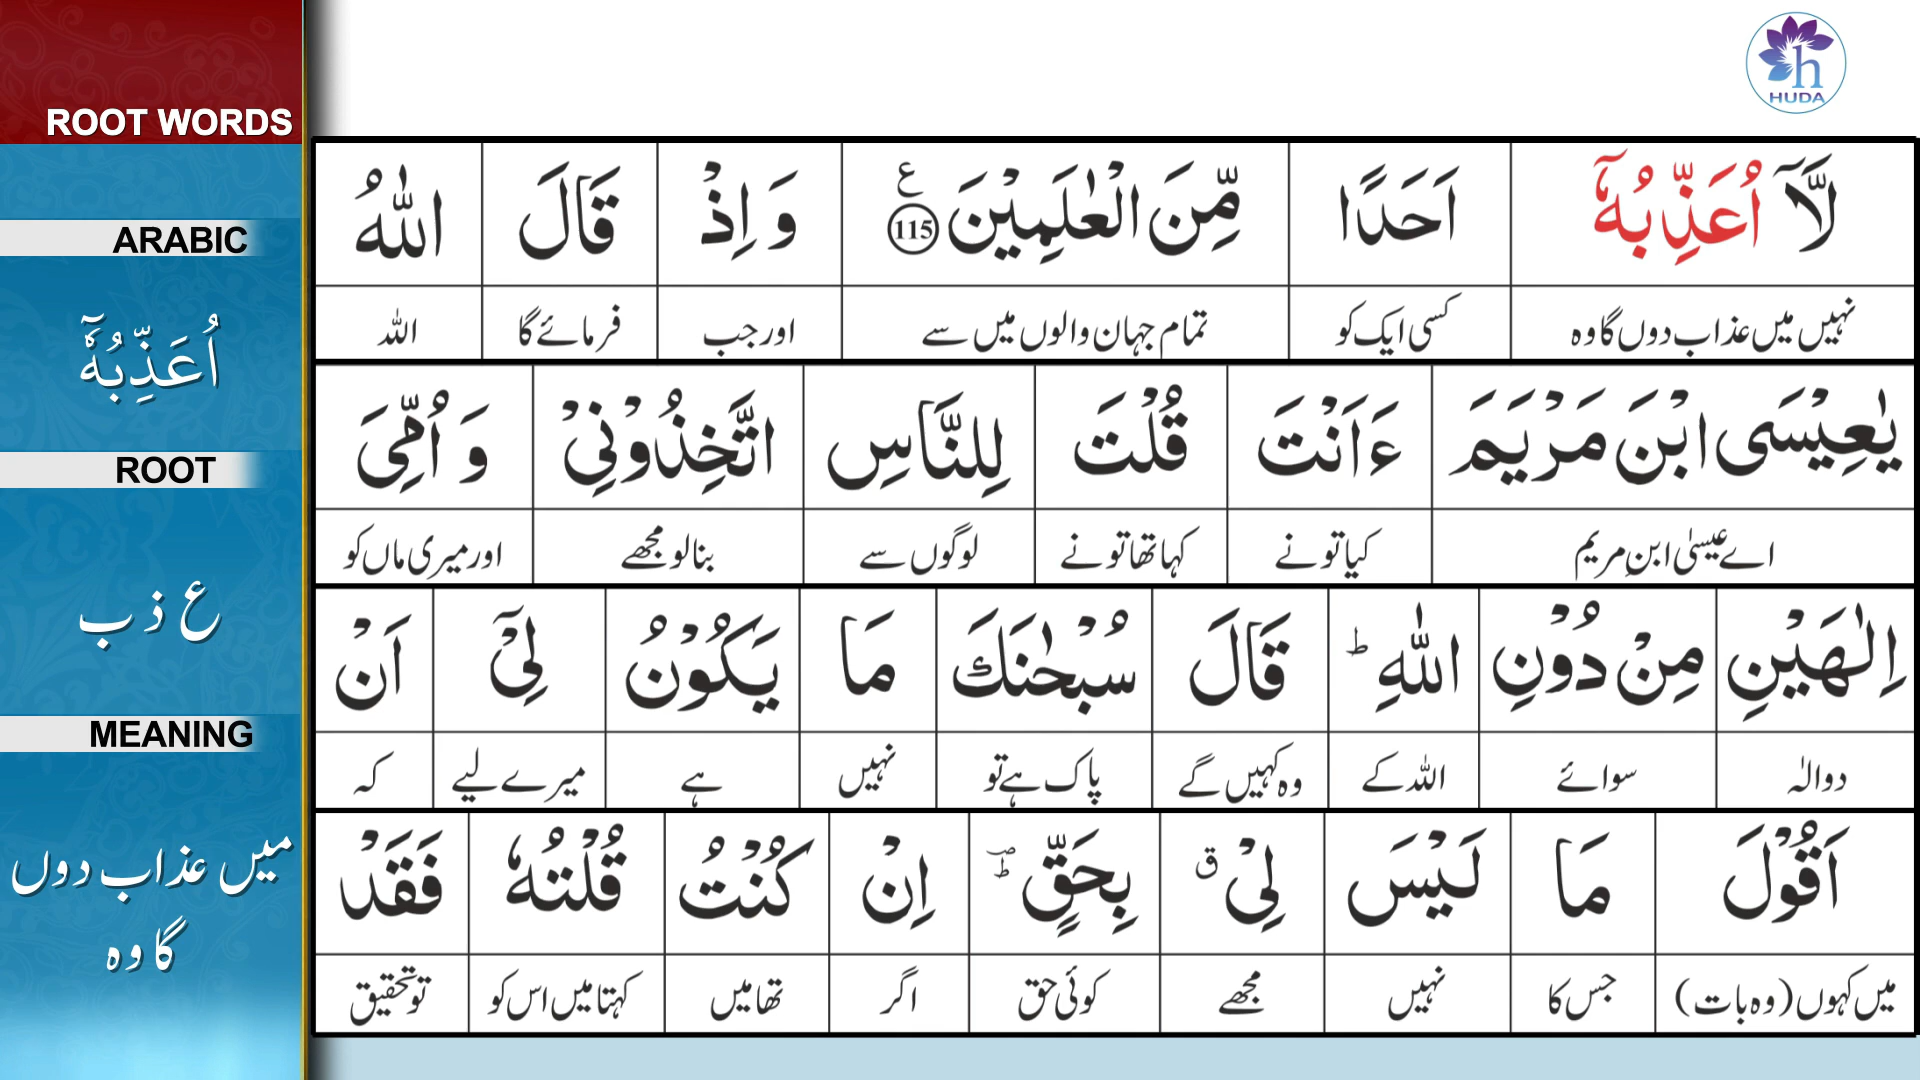 ROOT WORDS
ARABIC
اُعَذِّبُهٗۤ
ROOT
ع ذ ب
MEANING
میں عذاب دوں
گا وہ
h
HUDA
لَّاۤ اُعَذِّبُهٗۤ اَحَدًا مِّنَ الْعٰلَمِیْنَ ع 115 وَ اِذْ قَالَ اللّٰهُ
نہیں میں عذاب دوں گا وہ کسی ایک کو تمام جہان والوں میں سے اور جب فرمائے گا اللہ
یٰعِیْسَی ابْنَ مَرْیَمَ ءَاَنْتَ قُلْتَ لِلنَّاسِ اتَّخِذُوْنِیْ وَ اُمِّیَ
اے عیسیٰ ابنِ مریم کیا تو نے کہا تھا تو نے لوگوں سے بنا لو مجھے اور میری ماں کو
اِلٰهَیْنِ مِنْ دُوْنِ اللّٰهِ ؕ قَالَ سُبْحٰنَكَ مَا یَكُوْنُ لِیْۤ اَنْ
دو الٰہ سوائے اللہ کے وہ کہیں گے پاک ہے تو نہیں ہے میرے لیے کہ
اَقُوْلَ مَا لَیْسَ لِیْ ۗ بِحَقٍّ ؔؕ اِنْ كُنْتُ قُلْتُهٗ فَقَدْ
میں کہوں (وہ بات) جس کا نہیں مجھے کوئی حق اگر تھا میں کہتا میں اس کو تو تحقیق